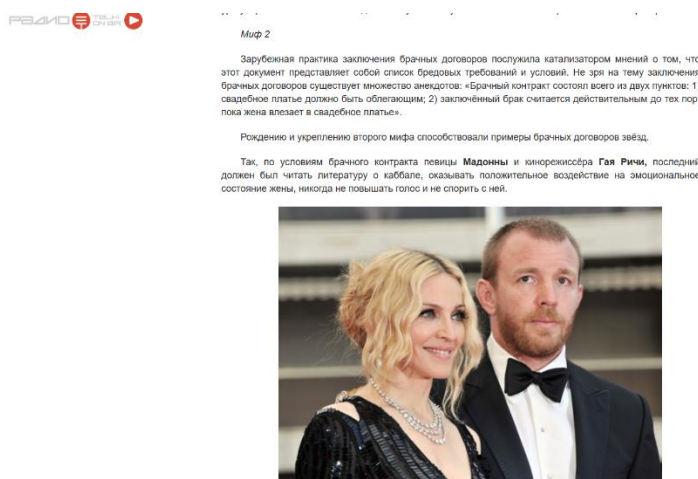 РАДИО TELK ON AIR
Миф 2
Зарубежная практика заключения брачных договоров послужила катализатором мнений о том, что
этот документ представляет собой список бредовых требований и условий. Не зря на тему заключения
брачных договоров существует множество анекдотов: «Брачный контракт состоял всего из двух пунктов: 1)
свадебное платье должно быть облегающим; 2) заключённый брак считается действительным до тех пор,
пока жена влезает в свадебное платье».
Рождению и укреплению второго мифа способствовали примеры брачных договоров звёзд.
Так, по условиям брачного контракта певицы Мадонны и кинорежиссёра Гая Ричи, последний
должен был читать литературу о каббале, оказывать положительное воздействие на эмоциональное
состояние жены, никогда не повышать голос и не спорить с ней.